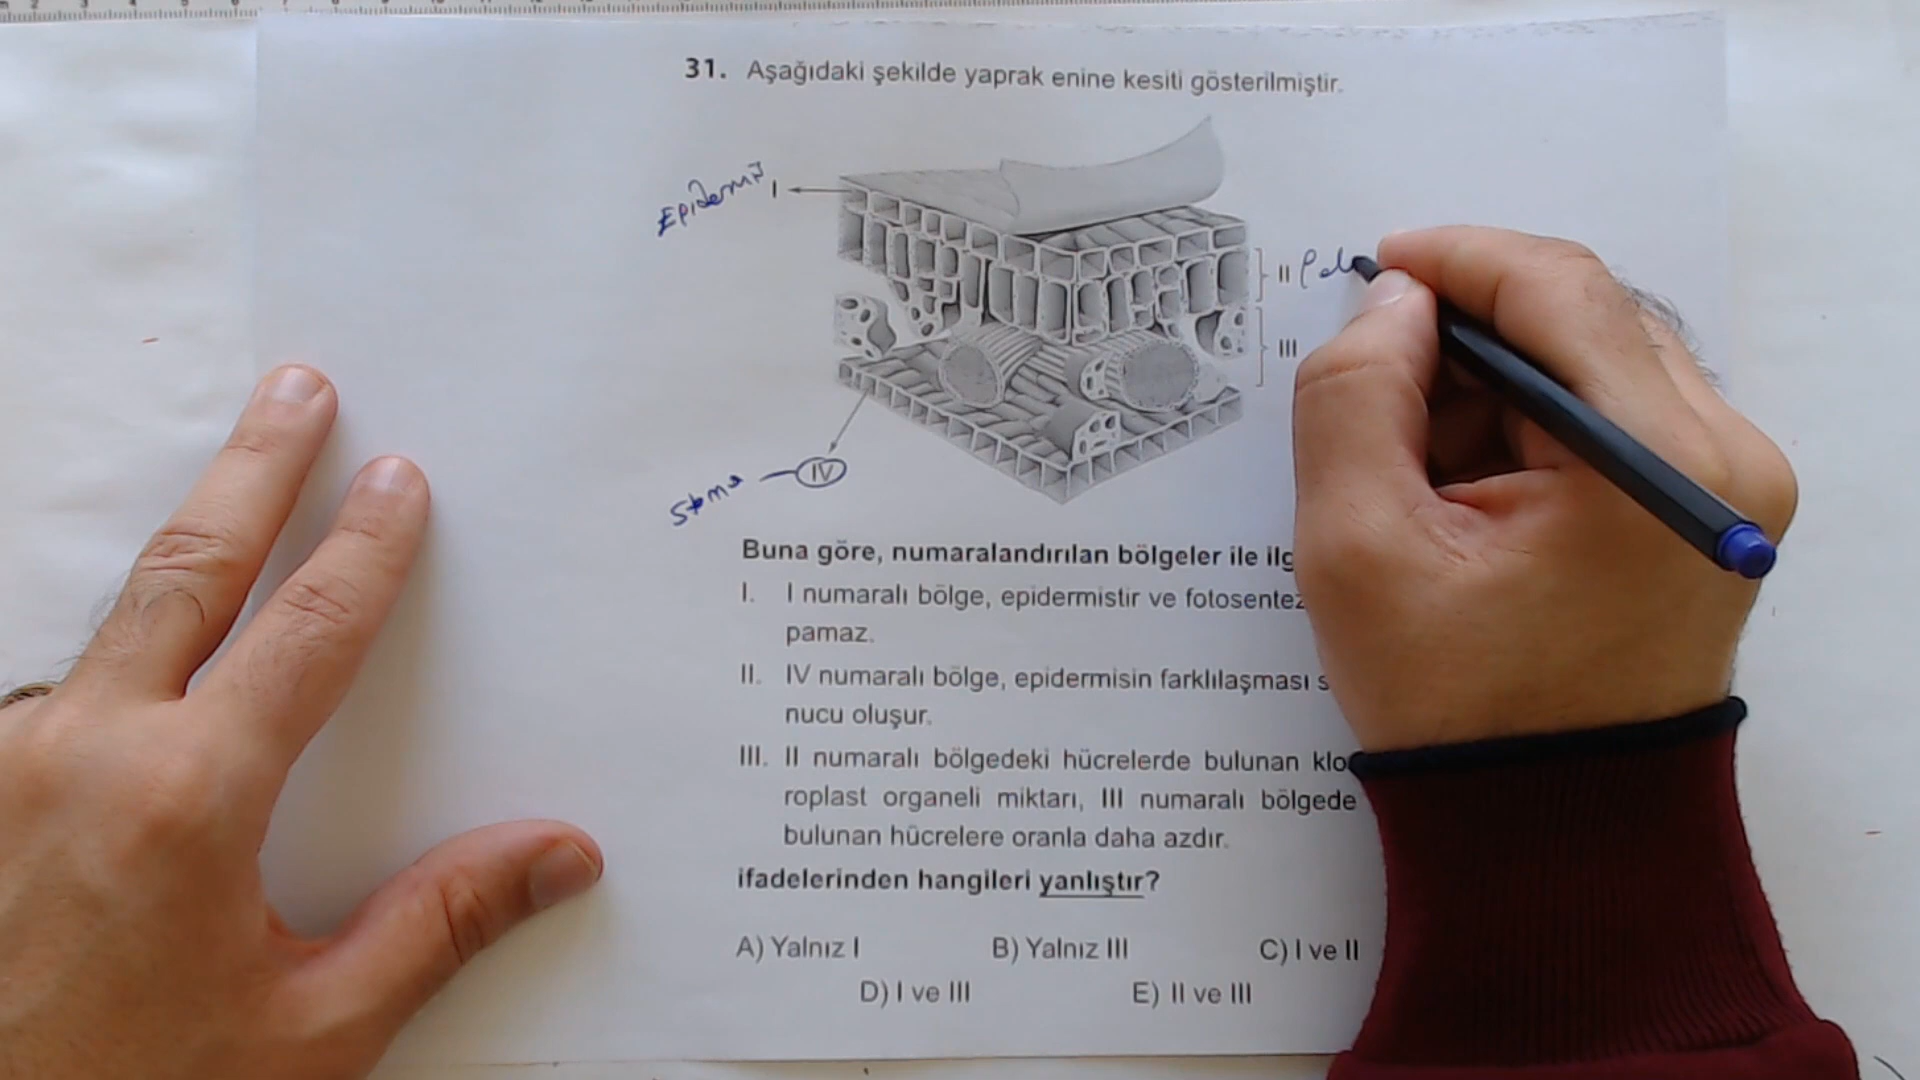 31. Aşağıdaki şekilde yaprak enine kesiti gösterilmiştir.
Epidermis
I
II Pal
III
IV
Stoma
Buna göre, numaralandırılan bölgeler ile ilg
I. I numaralı bölge, epidermistir ve fotosentez
pamaz.
II. IV numaralı bölge, epidermisin farklılaşması s
nucu oluşur.
III. II numaralı bölgedeki hücrelerde bulunan klo
roplast organeli miktarı, III numaralı bölgede
bulunan hücrelere oranla daha azdır.
ifadelerinden hangileri yanlıştır?
A) Yalnız I B) Yalnız III C) I ve II
D) I ve III E) II ve III